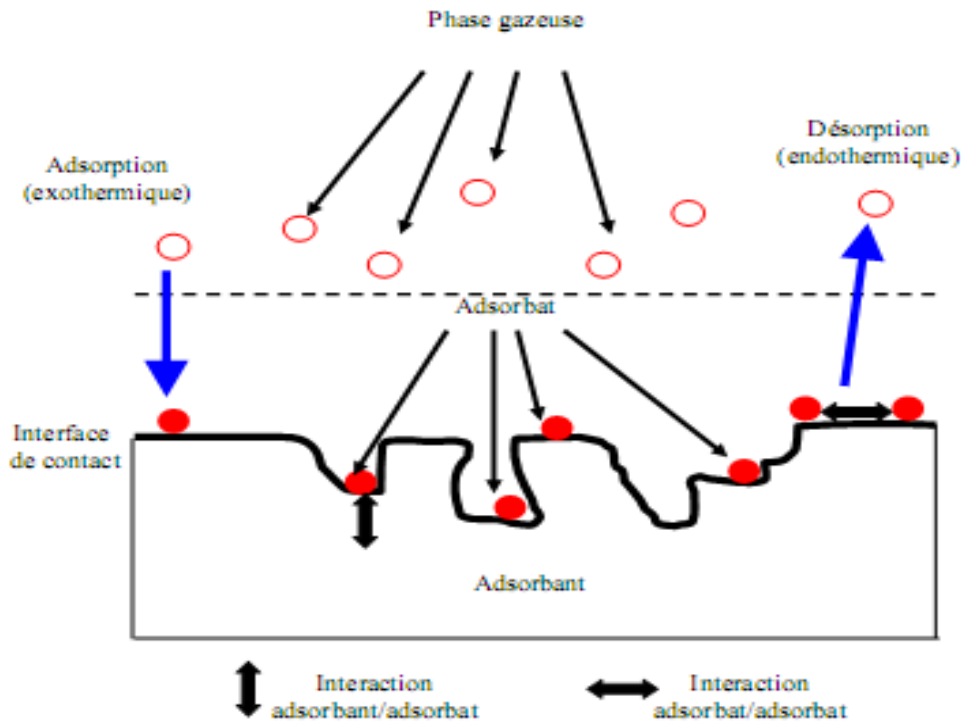 Phase gazeuse
Adsorption
(exothermique)
Désorption
(endothermique)
Adsorbat
Interface
de contact
Adsorbant
Interaction
adsorbant/adsorbat
Interaction
adsorbat/adsorbat